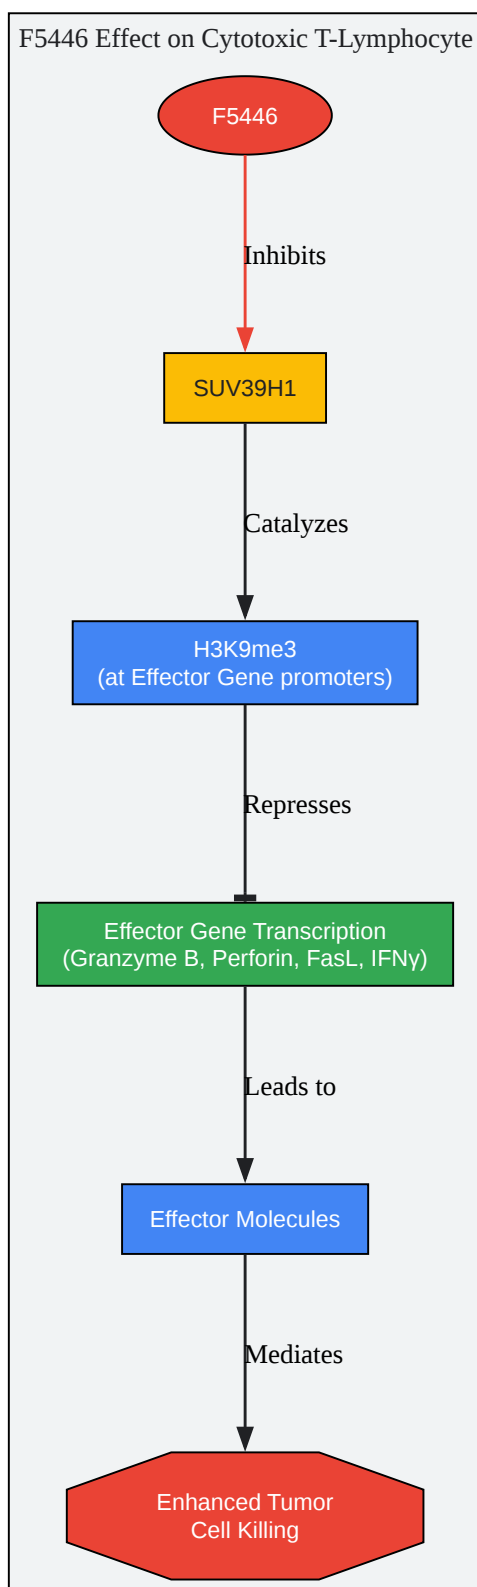 F5446 Effect on Cytotoxic T-Lymphocyte
F5446
Inhibits
SUV39H1
Catalyzes
H3K9me3
(at Effector Gene promoters)
Represses
Effector Gene Transcription
(Granzyme B, Perforin, FasL, IFNγ)
Leads to
Effector Molecules
Mediates
Enhanced Tumor
Cell Killing